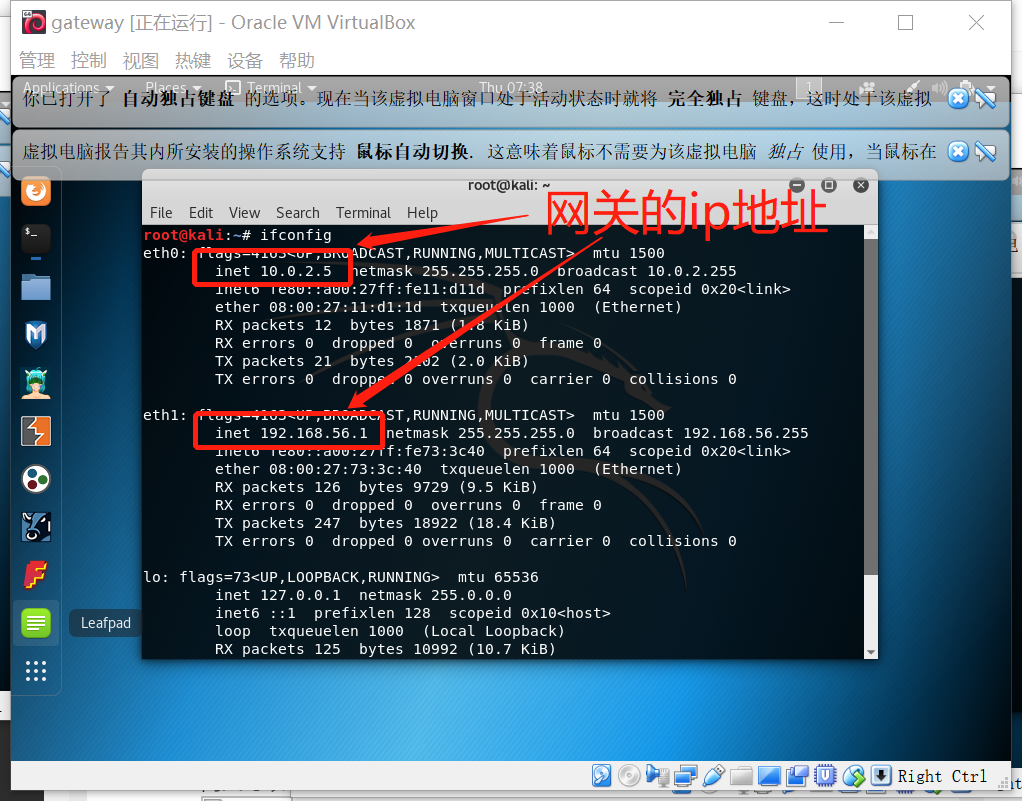 gateway [正在运行] - Oracle VM VirtualBox
管理 控制 视图 热键 设备 帮助
Applications Places Terminal Thu 07:38 1
你已打开了 自动独占键盘 的选项。现在当该虚拟电脑窗口处于活动状态时就将 完全独占 键盘，这时处于该虚拟
虚拟电脑报告其内所安装的操作系统支持 鼠标自动切换. 这意味着鼠标不需要为该虚拟电脑 独占 使用，当鼠标在
root@kali: ~
网关的ip地址
File Edit View Search Terminal Help
root@kali:~# ifconfig
eth0: flags=4163<UP,BROADCAST,RUNNING,MULTICAST> mtu 1500
inet 10.0.2.5 netmask 255.255.255.0 broadcast 10.0.2.255
inet6 fe80::a00:27ff:fe11:d11d prefixlen 64 scopeid 0x20<link>
ether 08:00:27:11:d1:1d txqueuelen 1000 (Ethernet)
RX packets 12 bytes 1871 (1.8 KiB)
RX errors 0 dropped 0 overruns 0 frame 0
TX packets 21 bytes 2102 (2.0 KiB)
TX errors 0 dropped 0 overruns 0 carrier 0 collisions 0
eth1: flags=4163<UP,BROADCAST,RUNNING,MULTICAST> mtu 1500
inet 192.168.56.1 netmask 255.255.255.0 broadcast 192.168.56.255
inet6 fe80::a00:27ff:fe73:3c40 prefixlen 64 scopeid 0x20<link>
ether 08:00:27:73:3c:40 txqueuelen 1000 (Ethernet)
RX packets 126 bytes 9729 (9.5 KiB)
RX errors 0 dropped 0 overruns 0 frame 0
TX packets 247 bytes 18922 (18.4 KiB)
TX errors 0 dropped 0 overruns 0 carrier 0 collisions 0
lo: flags=73<UP,LOOPBACK,RUNNING> mtu 65536
inet 127.0.0.1 netmask 255.0.0.0
inet6 ::1 prefixlen 128 scopeid 0x10<host>
loop txqueuelen 1000 (Local Loopback)
RX packets 125 bytes 10992 (10.7 KiB)
Leafpad
Right Ctrl